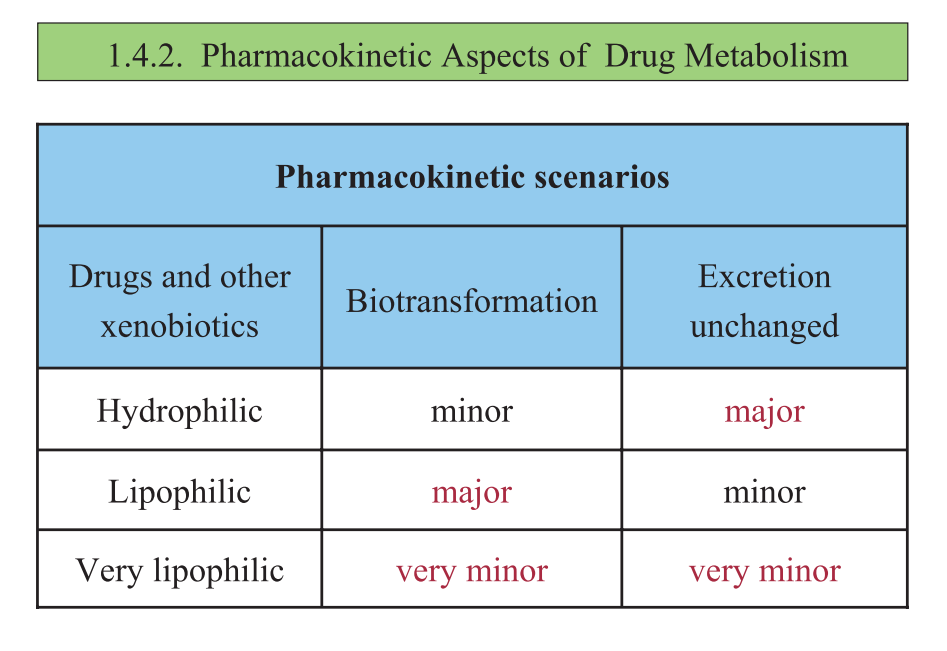 1.4.2. Pharmacokinetic Aspects of Drug Metabolism
Pharmacokinetic scenarios
Drugs and other
xenobiotics
Biotransformation
Excretion
unchanged
Hydrophilic
minor
major
Lipophilic
major
minor
Very lipophilic
very minor
very minor